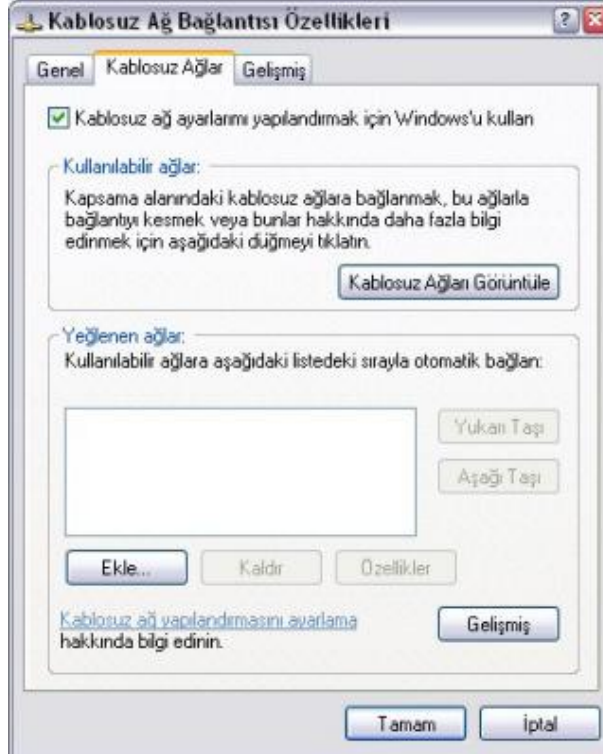 Kablosuz Ağ Bağlantısı Özellikleri
Genel
Kablosuz Ağlar
Gelişmiş
Kablosuz ağ ayarlarımı yapılandırmak için Windows'u kullan
Kullanılabilir ağlar:
Kapsama alanındaki kablosuz ağlara bağlanmak, bu ağlarla
bağlantıyı kesmek veya bunlar hakkında daha fazla bilgi
edinmek için aşağıdaki düğmeyi tıklatın.
Kablosuz Ağları Görüntüle
Yeğlenen ağlar:
Kullanılabilir ağlara aşağıdaki listedeki sırayla otomatik bağlan:
Yukarı Taşı
Aşağı Taşı
Ekle...
Kaldır
Özellikler
Kablosuz ağ yapılandırmasını ayarlama
hakkında bilgi edinin.
Gelişmiş
Tamam
İptal